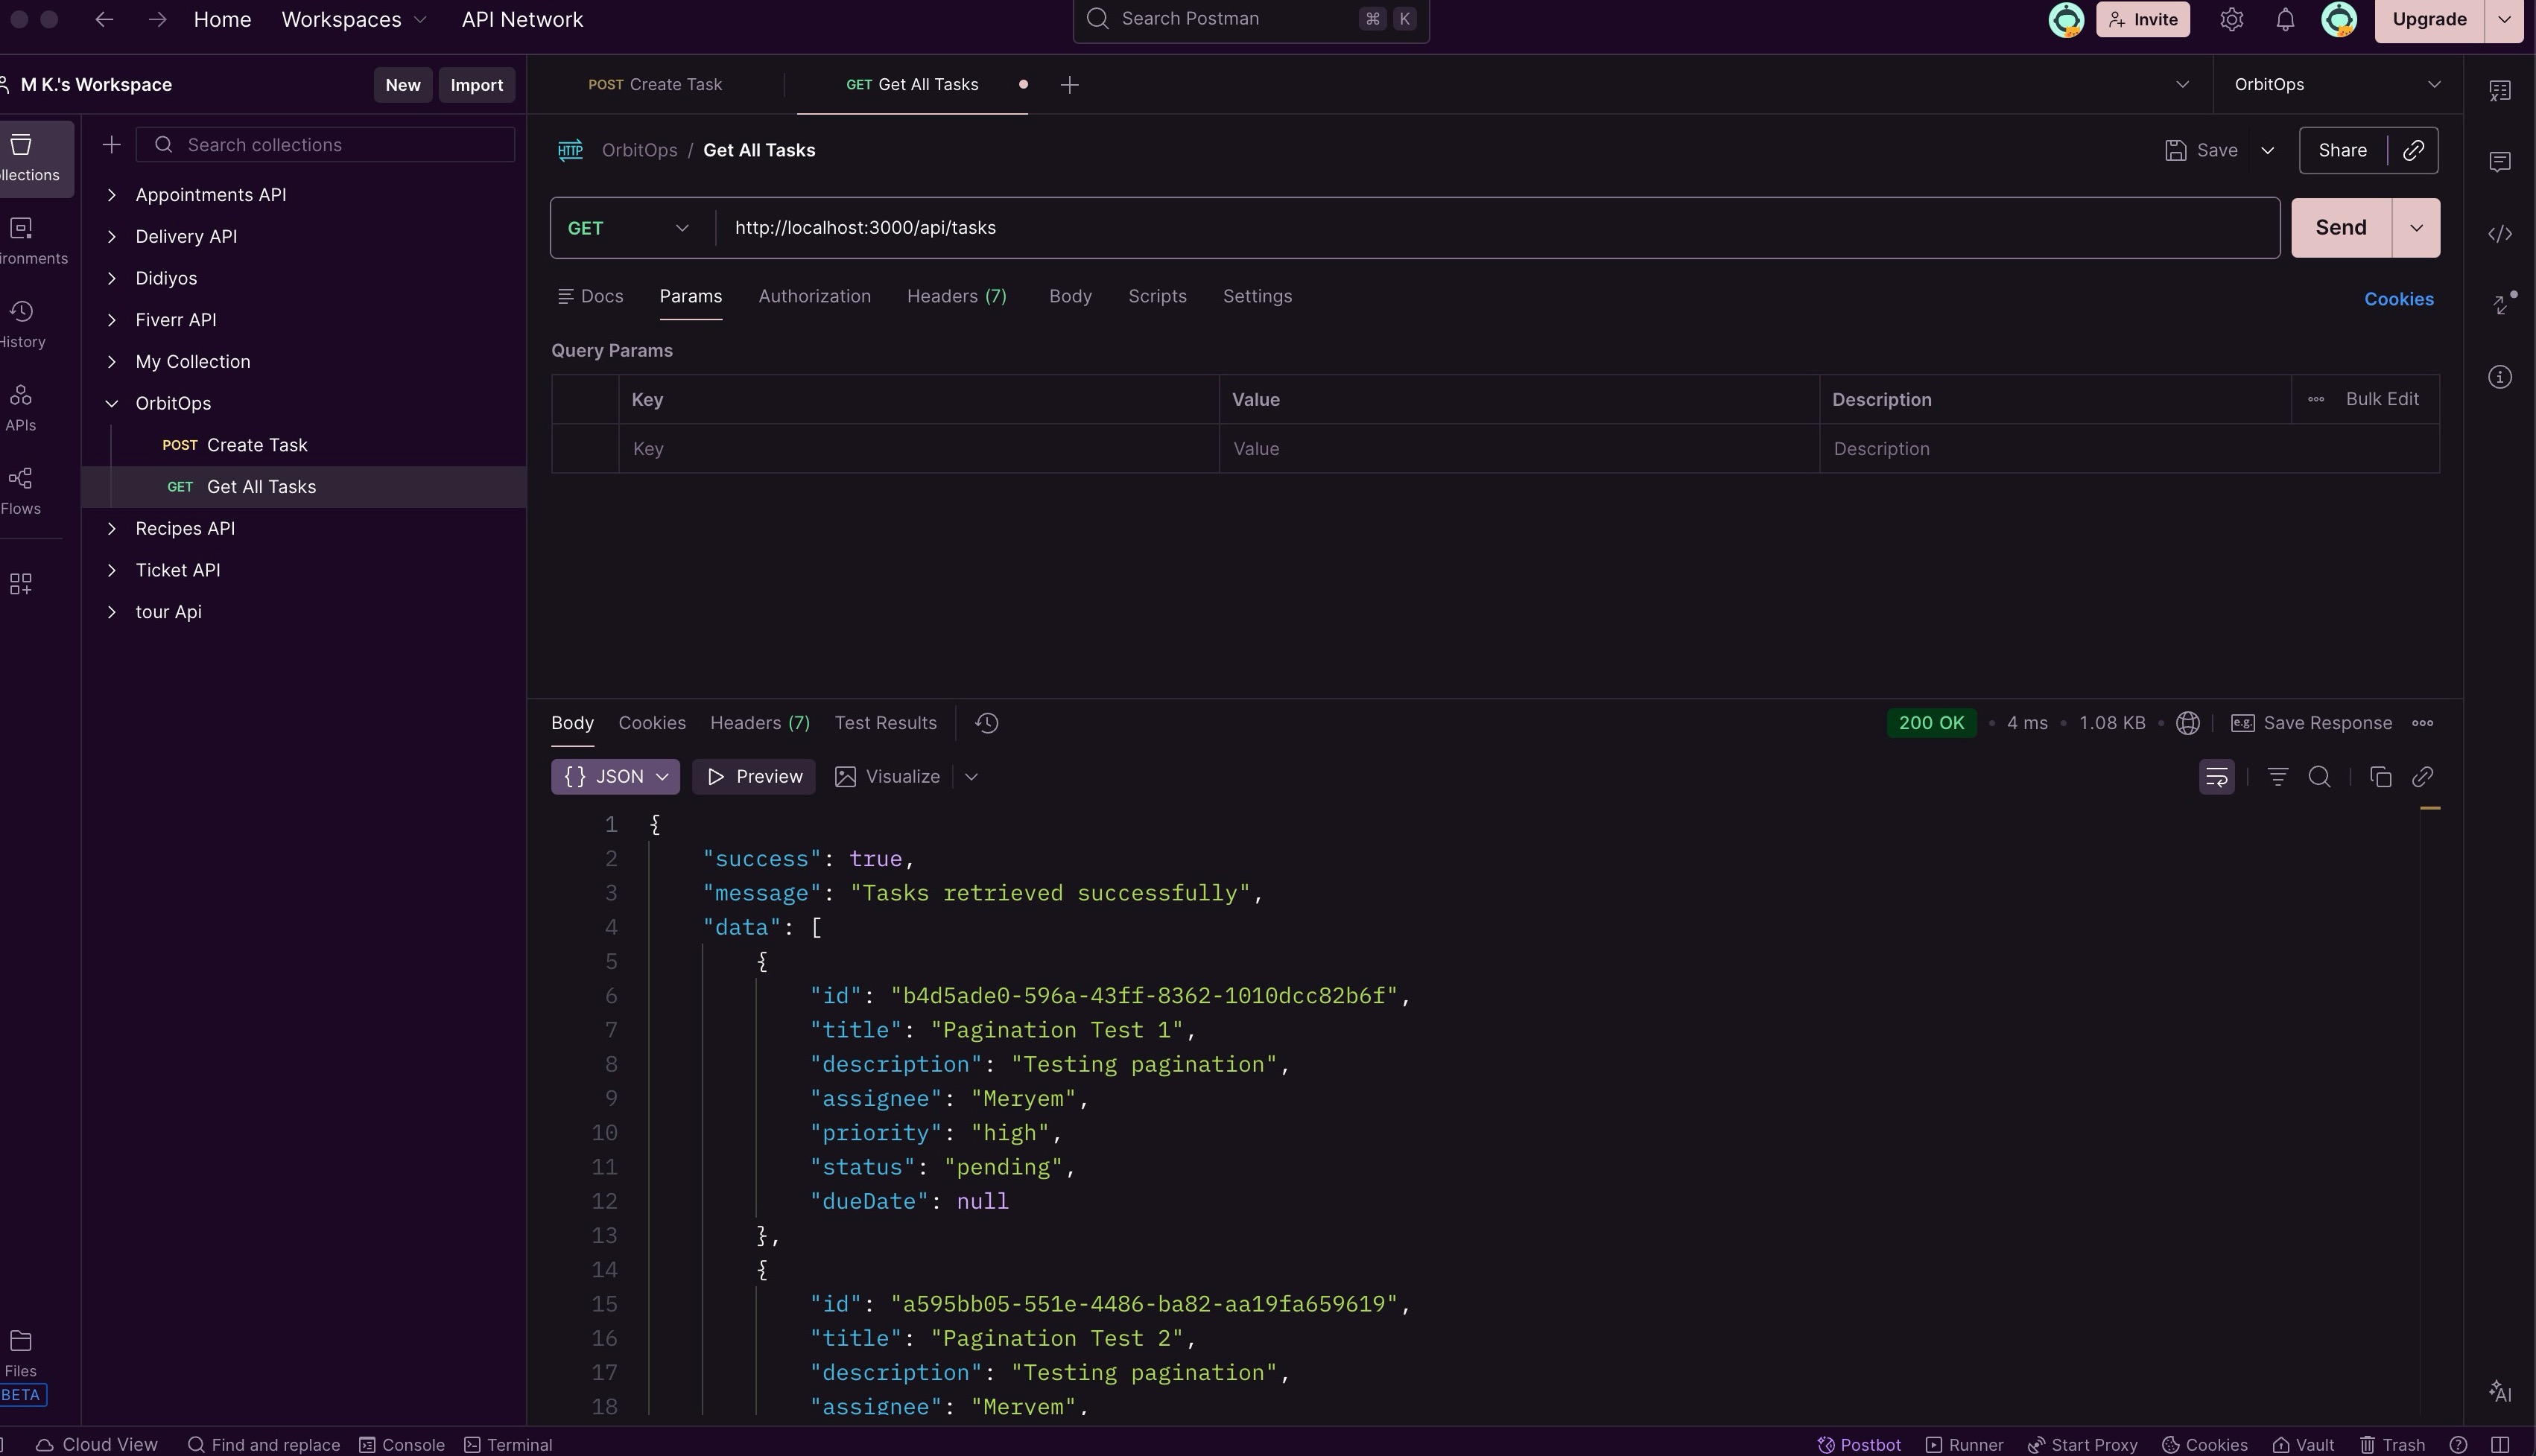 Home Workspaces API Network
Search Postman ⌘ K
Invite Upgrade
M K.'s Workspace New Import
POST Create Task GET Get All Tasks OrbitOps
llections
ironments
History
APIs
Flows
Files
BETA
Search collections
Appointments API
Delivery API
Didiyos
Fiverr API
My Collection
OrbitOps
POST Create Task
GET Get All Tasks
Recipes API
Ticket API
tour Api
HTTP OrbitOps / Get All Tasks Save Share
GET http://localhost:3000/api/tasks Send
Docs Params Authorization Headers (7) Body Scripts Settings Cookies
Query Params
Key Value Description Bulk Edit
Key Value Description
Body Cookies Headers (7) Test Results 200 OK • 4 ms • 1.08 KB • e.g. Save Response
{} JSON Preview Visualize
1 {
2 "success": true,
3 "message": "Tasks retrieved successfully",
4 "data": [
5 {
6 "id": "b4d5ade0-596a-43ff-8362-1010dcc82b6f",
7 "title": "Pagination Test 1",
8 "description": "Testing pagination",
9 "assignee": "Meryem",
10 "priority": "high",
11 "status": "pending",
12 "dueDate": null
13 },
14 {
15 "id": "a595bb05-551e-4486-ba82-aa19fa659619",
16 "title": "Pagination Test 2",
17 "description": "Testing pagination",
18 "assignee": "Meryem",
AI
Cloud View Find and replace Console Terminal Postbot Runner Start Proxy Cookies Vault Trash